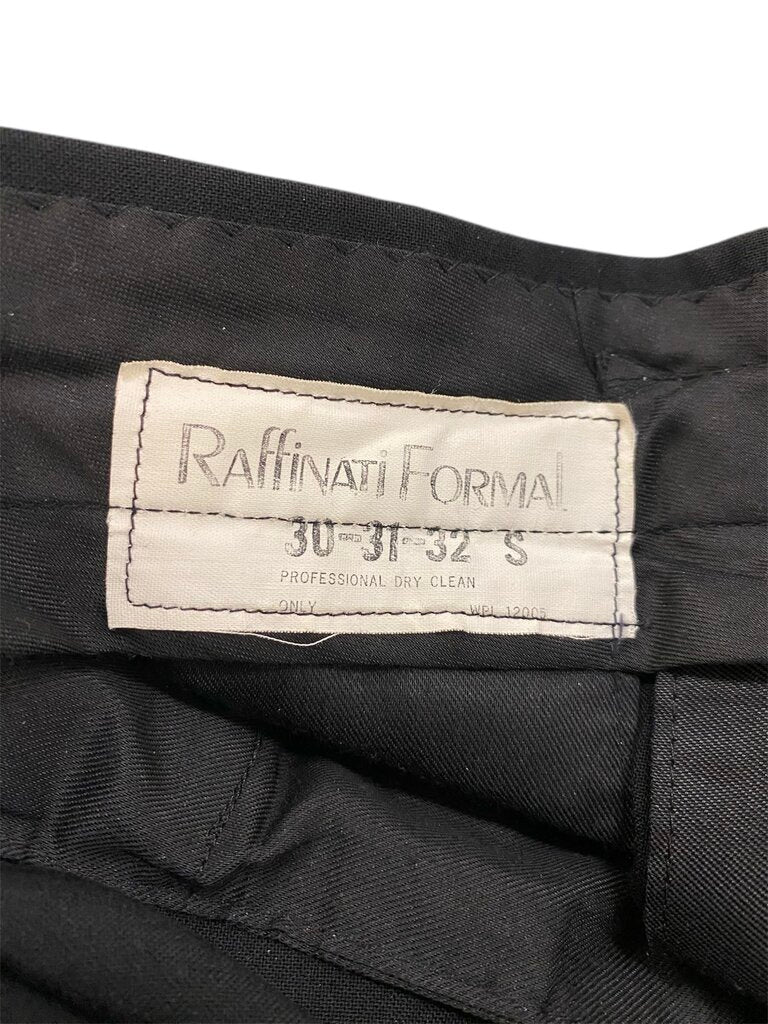 Raffinati Formal
30-31-32 S
PROFESSIONAL DRY CLEAN
ONLY WPL 12005